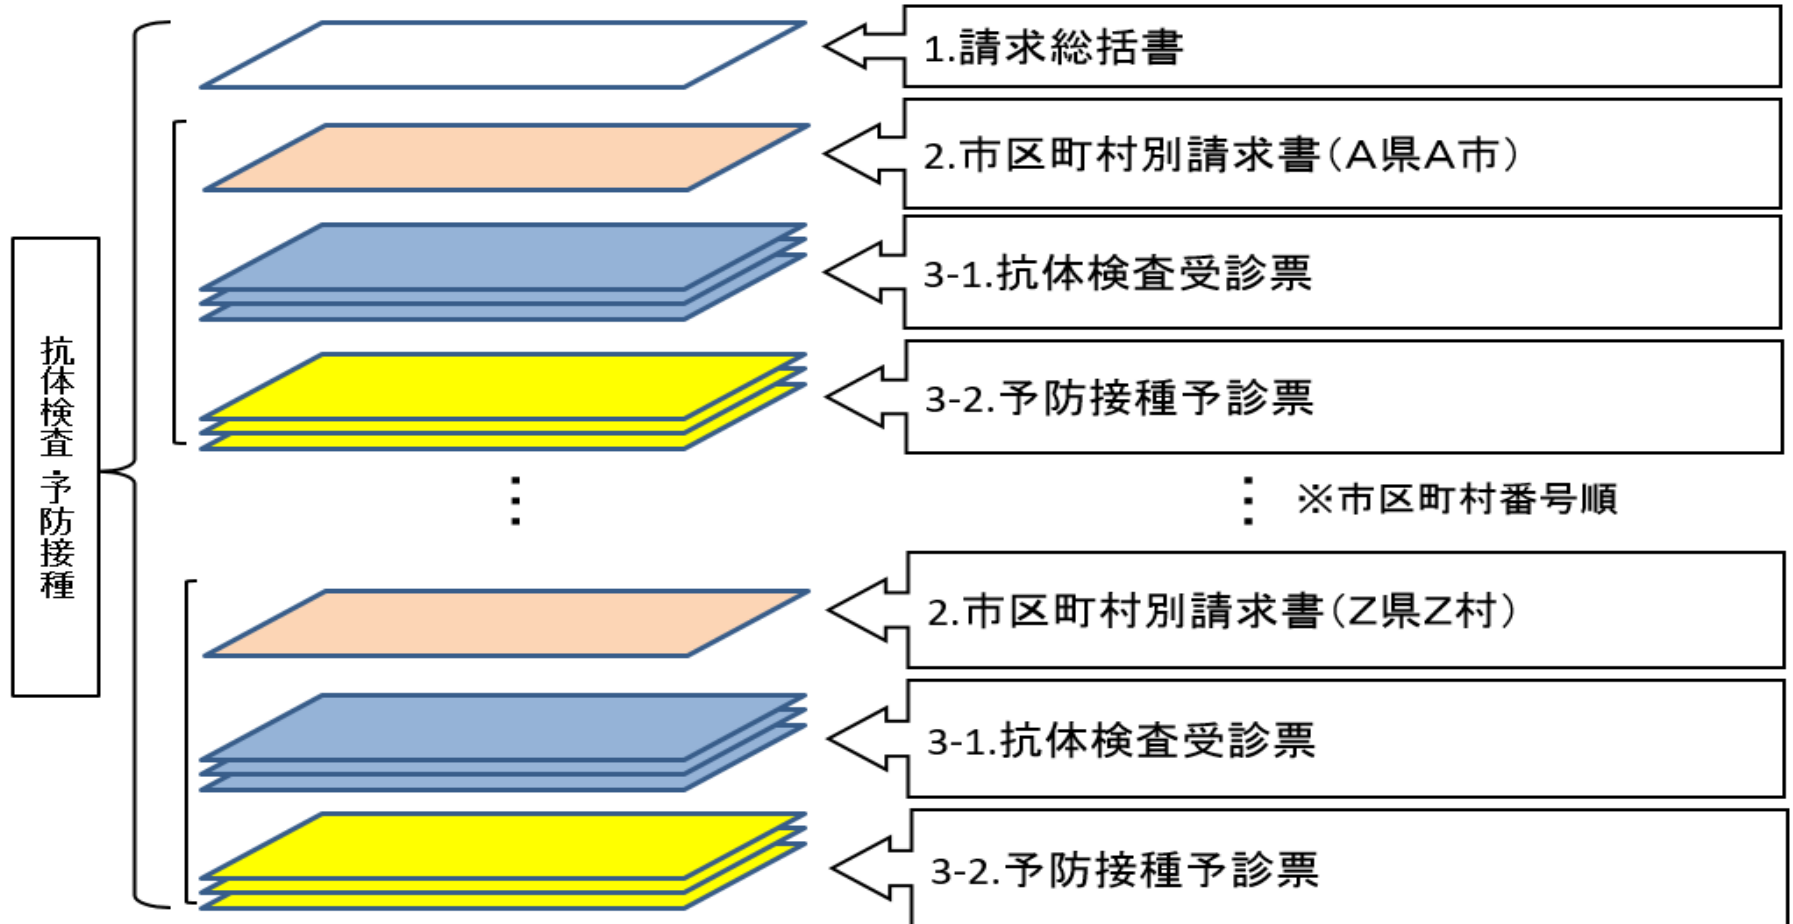 1.請求総括書
2.市区町村別請求書(A県A市)
3-1.抗体検査受診票
3-2.予防接種予診票
抗体検査・予防接種
※市区町村番号順
2.市区町村別請求書(Z県Z村)
3-1.抗体検査受診票
3-2.予防接種予診票